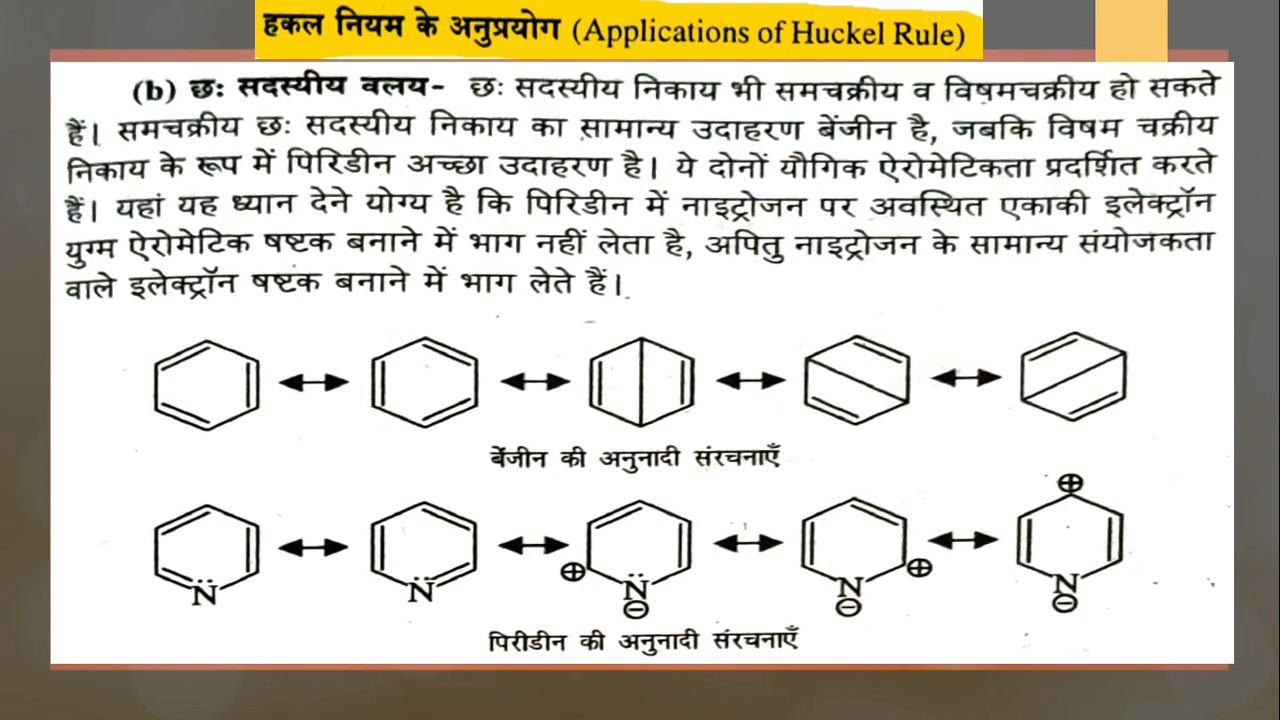 हकल नियम के अनुप्रयोग (Applications of Huckel Rule)
(b) छः सदस्यीय वलय- छः सदस्यीय निकाय भी समचक्रीय व विषमचक्रीय हो सकते
हैं। समचक्रीय छः सदस्यीय निकाय का सामान्य उदाहरण बेंजीन है, जबकि विषम चक्रीय
निकाय के रूप में पिरिडीन अच्छा उदाहरण है। ये दोनों यौगिक ऐरोमेटिकता प्रदर्शित करते
हैं। यहां यह ध्यान देने योग्य है कि पिरिडीन में नाइट्रोजन पर अवस्थित एकाकी इलेक्ट्रॉन
युग्म ऐरोमेटिक षष्टक बनाने में भाग नहीं लेता है, अपितु नाइट्रोजन के सामान्य संयोजकता
वाले इलेक्ट्रॉन षष्टक बनाने में भाग लेते हैं।
बेंजीन की अनुनादी संरचनाएँ
⊕
⊕ ⊕
N̈ N̈ N̈ N N
⊖ ⊖ ⊖
पिरीडीन की अनुनादी संरचनाएँ